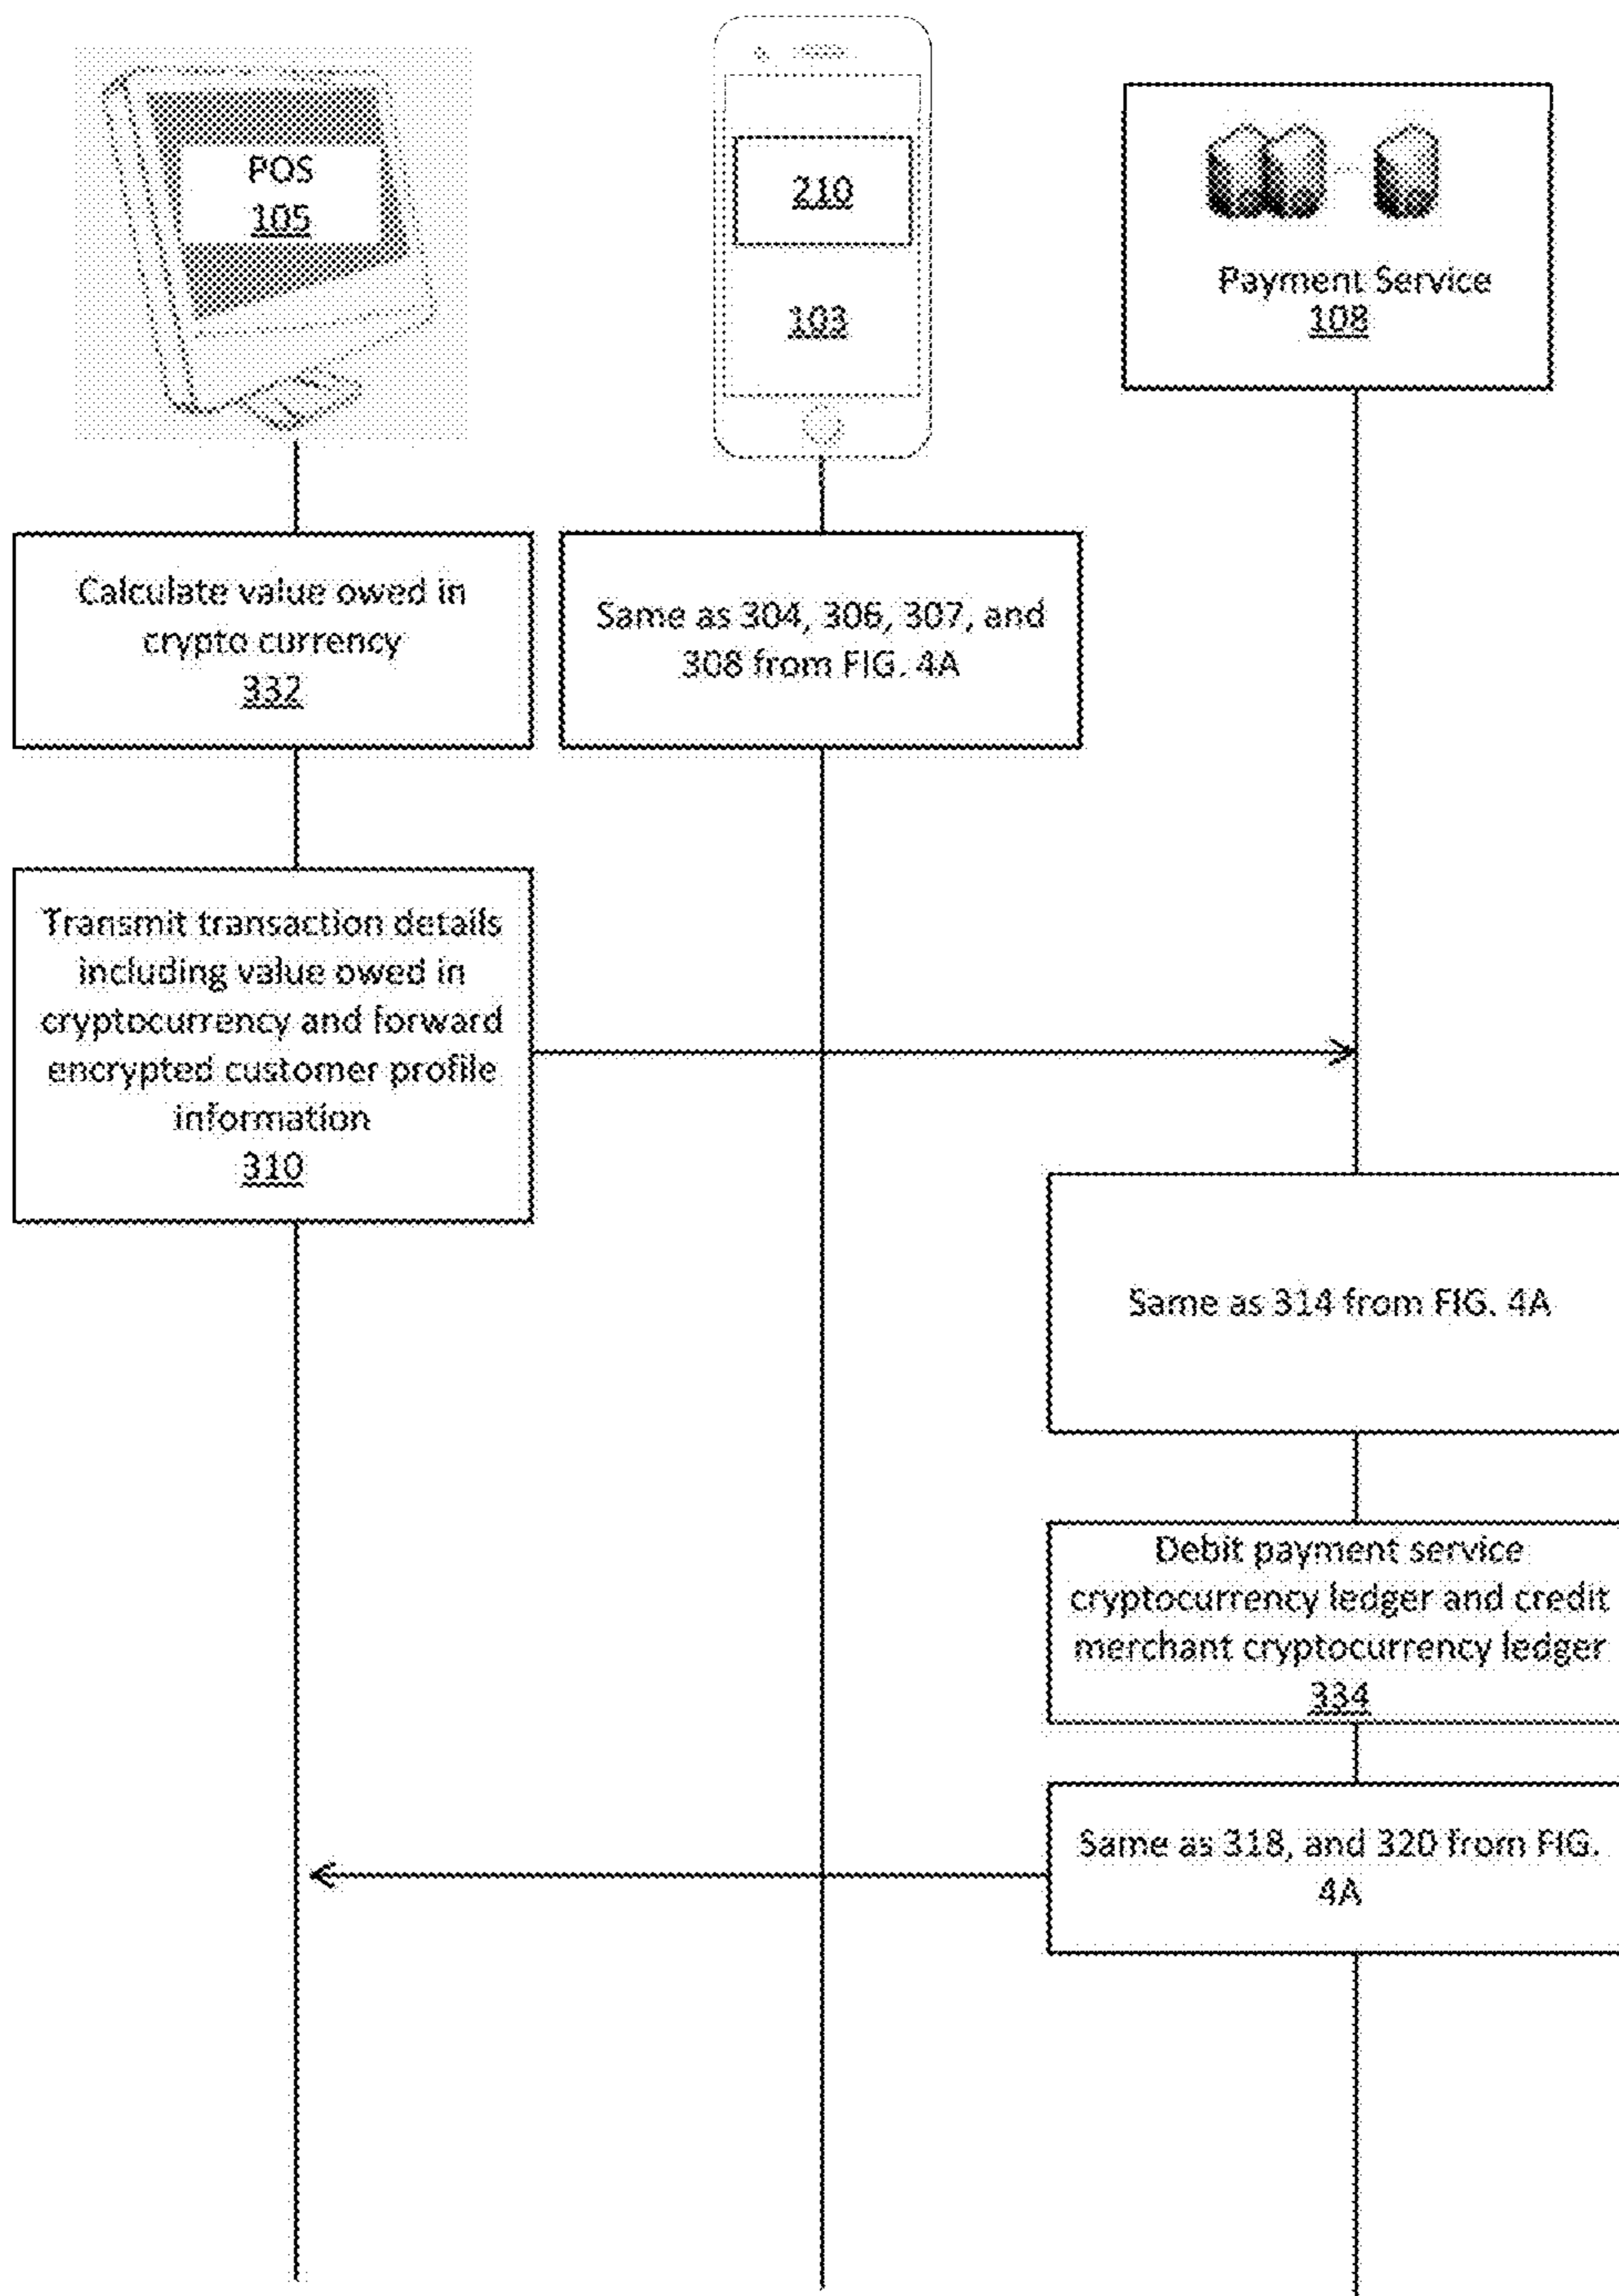 POS
105
210
103
Payment Service
108
Calculate value owed in
crypto currency
332
Same as 304, 306, 307, and
308 from FIG. 4A
Transmit transaction details
including value owed in
cryptocurrency and forward
encrypted customer profile
information
310
Same as 314 from FIG. 4A
Debit payment service
cryptocurrency ledger and credit
merchant cryptocurrency ledger
334
Same as 318, and 320 from FIG.
4A